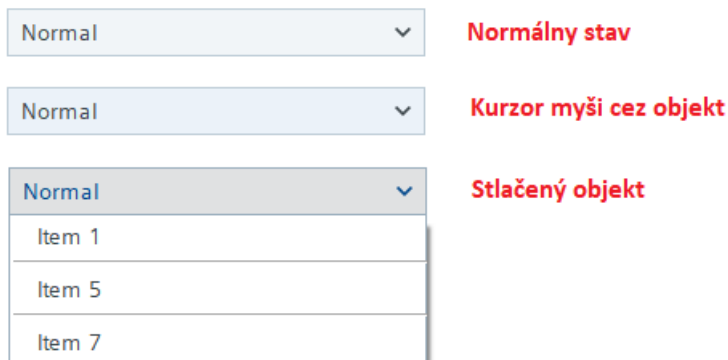 Normal
Normálny stav
Normal
Kurzor myši cez objekt
Normal
Stlačený objekt
Item 1
Item 5
Item 7